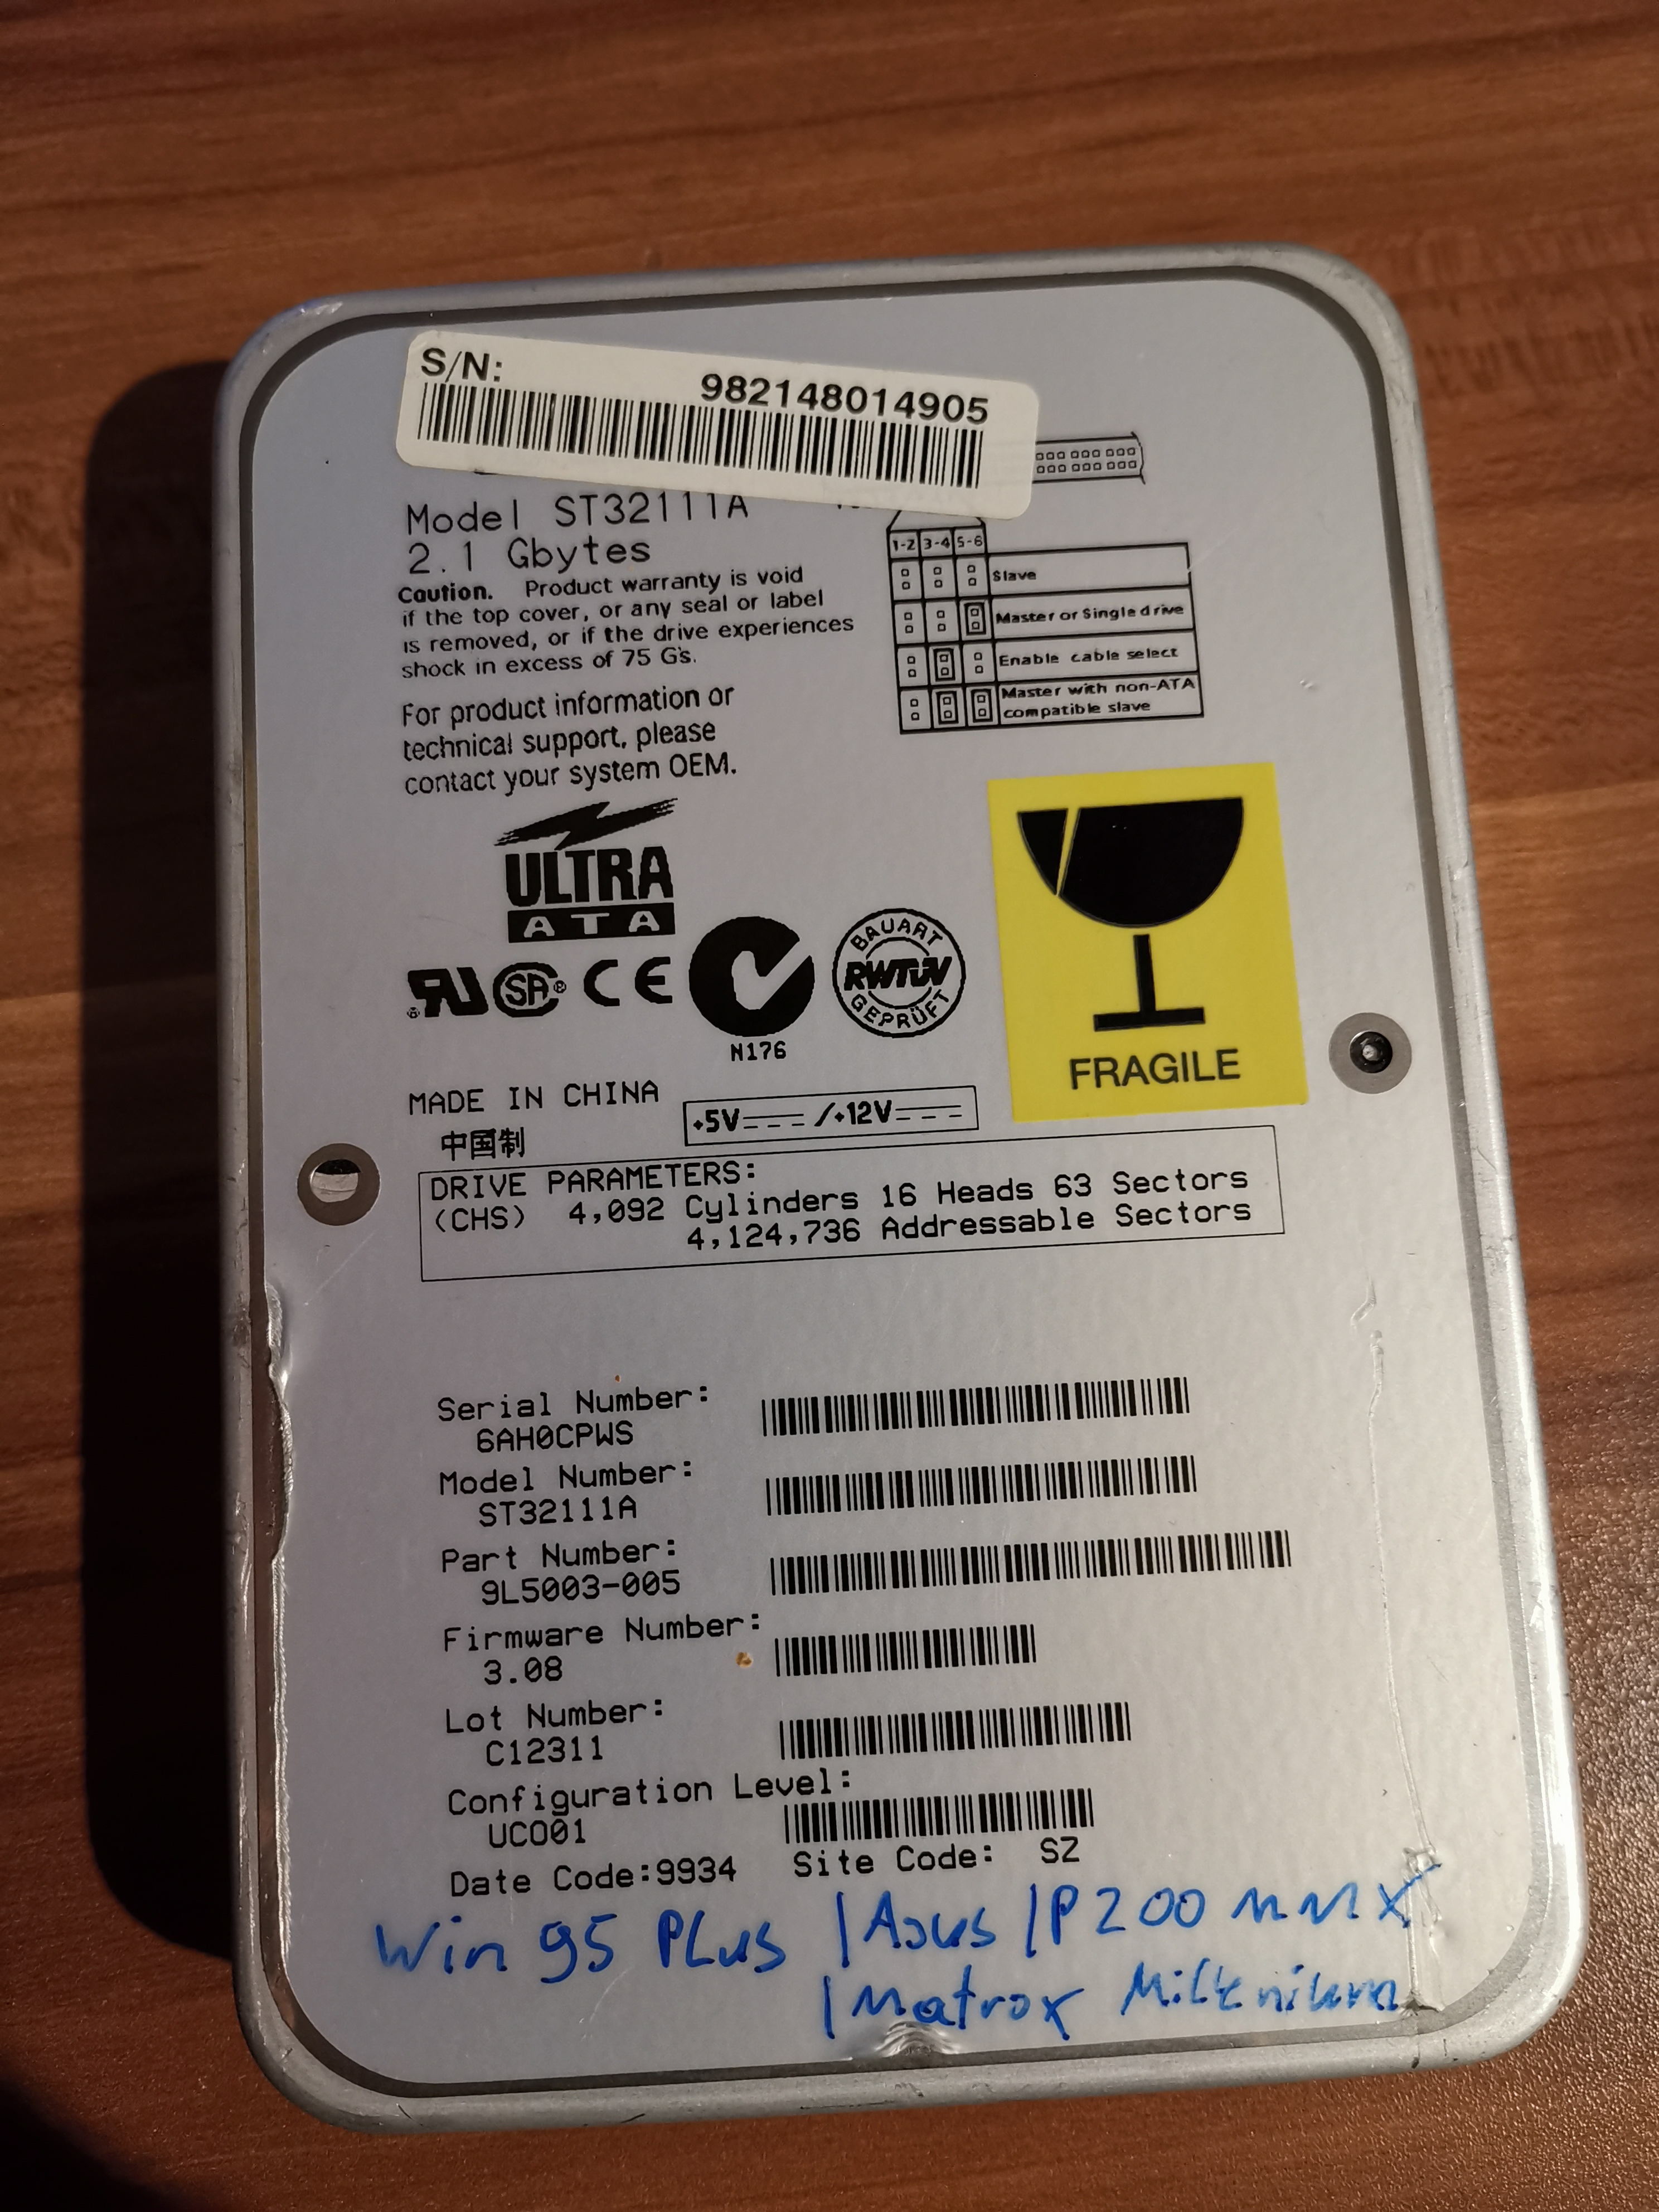 S/N:
982148014905
Model ST32111A
2.1 Gbytes
Caution. Product warranty is void
if the top cover, or any seal or label
is removed, or if the drive experiences
shock in excess of 75 G's.
For product information or
technical support, please
contact your system OEM.
1-2 3-4 5-6
Slave
Master or Single drive
Enable cable select
Master with non-ATA
compatible slave
ULTRA
ATA
SA
CE
N176
BAUART
RWTÜV
GEPRÜFT
FRAGILE
MADE IN CHINA
中国制
+5V /+12V
DRIVE PARAMETERS:
(CHS) 4,092 Cylinders 16 Heads 63 Sectors
4,124,736 Addressable Sectors
Serial Number:
6AH0CPWS
Model Number:
ST32111A
Part Number:
9L5003-005
Firmware Number:
3.08
Lot Number:
C12311
Configuration Level:
UCO01
Date Code:9934 Site Code: SZ
Win 95 PLus | Asus | P200 MMX
| Matrox Millenium